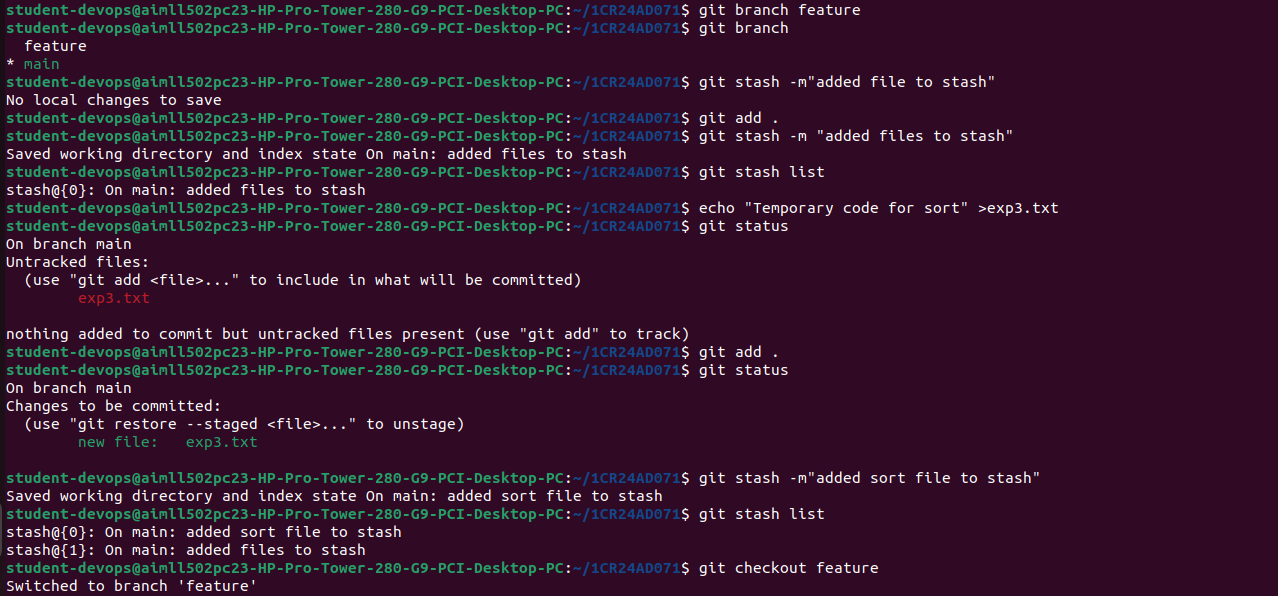 student-devops@aimll502pc23-HP-Pro-Tower-280-G9-PCI-Desktop-PC:~/1CR24AD071$ git branch feature
student-devops@aimll502pc23-HP-Pro-Tower-280-G9-PCI-Desktop-PC:~/1CR24AD071$ git branch
  feature
* main
student-devops@aimll502pc23-HP-Pro-Tower-280-G9-PCI-Desktop-PC:~/1CR24AD071$ git stash -m"added file to stash"
No local changes to save
student-devops@aimll502pc23-HP-Pro-Tower-280-G9-PCI-Desktop-PC:~/1CR24AD071$ git add .
student-devops@aimll502pc23-HP-Pro-Tower-280-G9-PCI-Desktop-PC:~/1CR24AD071$ git stash -m "added files to stash"
Saved working directory and index state On main: added files to stash
student-devops@aimll502pc23-HP-Pro-Tower-280-G9-PCI-Desktop-PC:~/1CR24AD071$ git stash list
stash@{0}: On main: added files to stash
student-devops@aimll502pc23-HP-Pro-Tower-280-G9-PCI-Desktop-PC:~/1CR24AD071$ echo "Temporary code for sort" >exp3.txt
student-devops@aimll502pc23-HP-Pro-Tower-280-G9-PCI-Desktop-PC:~/1CR24AD071$ git status
On branch main
Untracked files:
  (use "git add <file>..." to include in what will be committed)
        exp3.txt

nothing added to commit but untracked files present (use "git add" to track)
student-devops@aimll502pc23-HP-Pro-Tower-280-G9-PCI-Desktop-PC:~/1CR24AD071$ git add .
student-devops@aimll502pc23-HP-Pro-Tower-280-G9-PCI-Desktop-PC:~/1CR24AD071$ git status
On branch main
Changes to be committed:
  (use "git restore --staged <file>..." to unstage)
        new file:   exp3.txt

student-devops@aimll502pc23-HP-Pro-Tower-280-G9-PCI-Desktop-PC:~/1CR24AD071$ git stash -m"added sort file to stash"
Saved working directory and index state On main: added sort file to stash
student-devops@aimll502pc23-HP-Pro-Tower-280-G9-PCI-Desktop-PC:~/1CR24AD071$ git stash list
stash@{0}: On main: added sort file to stash
stash@{1}: On main: added files to stash
student-devops@aimll502pc23-HP-Pro-Tower-280-G9-PCI-Desktop-PC:~/1CR24AD071$ git checkout feature
Switched to branch 'feature'